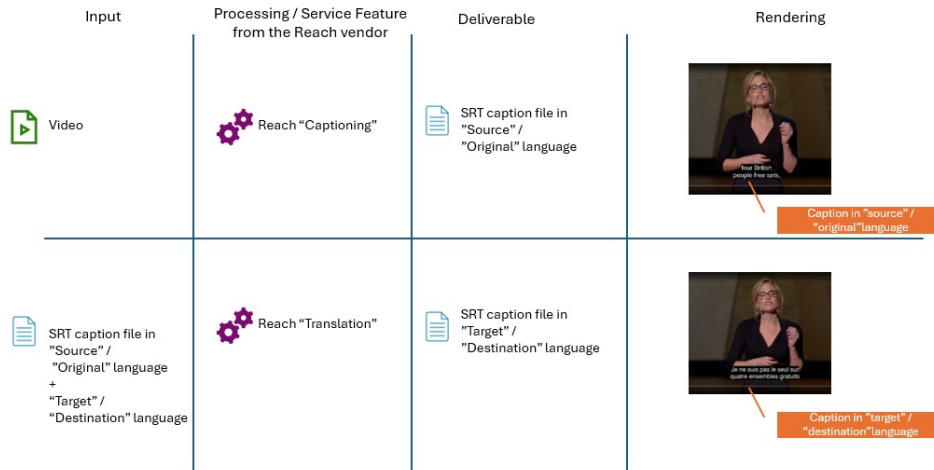 Input
Processing / Service Feature
from the Reach vendor
Deliverable
Rendering
Video
Reach “Captioning”
SRT caption file in
”Source” /
”Original” language
four British
people free sets.
Caption in ”source” /
“original”language
SRT caption file in
”Source” /
”Original” language
+
“Target” /
“Destination” language
Reach “Translation”
SRT caption file in
”Target” /
”Destination” language
Je ne suis pas le seul sur
quatre ensembles gratuits
Caption in ”target” /
“destination”language